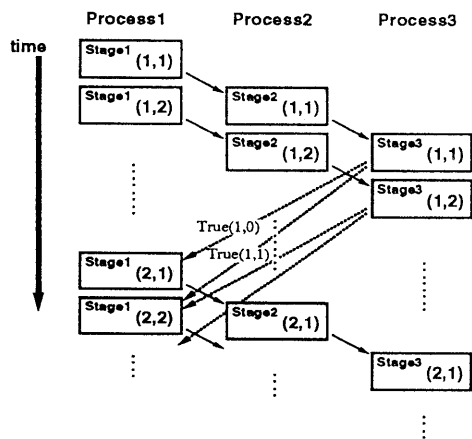 Process1 Process2 Process3
time
Stage1 (1,1)
Stage1 (1,2) Stage2 (1,1)
Stage2 (1,2) Stage3 (1,1)
Stage3 (1,2)
True(1,0)
True(1,1)
Stage1 (2,1)
Stage1 (2,2) Stage2 (2,1)
Stage3 (2,1)